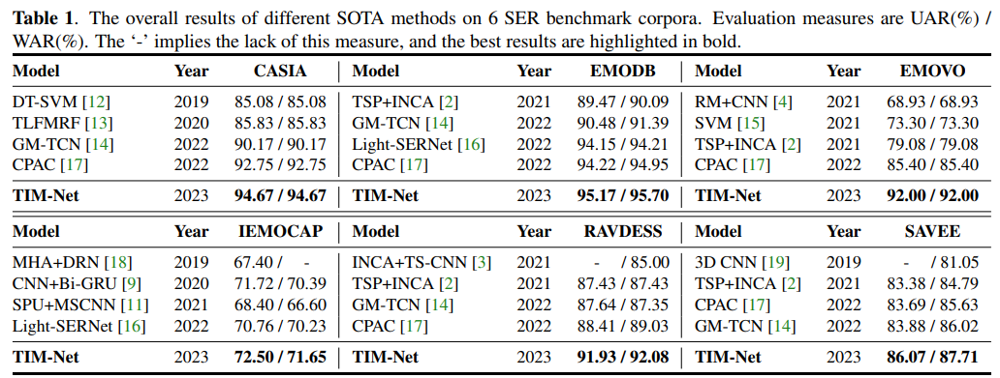 Table 1. The overall results of different SOTA methods on 6 SER benchmark corpora. Evaluation measures are UAR(%) /
WAR(%). The ‘-’ implies the lack of this measure, and the best results are highlighted in bold.
Model Year CASIA Model Year EMODB Model Year EMOVO
DT-SVM [12] 2019 85.08 / 85.08 TSP+INCA [2] 2021 89.47 / 90.09 RM+CNN [4] 2021 68.93 / 68.93
TLFMRF [13] 2020 85.83 / 85.83 GM-TCN [14] 2022 90.48 / 91.39 SVM [15] 2021 73.30 / 73.30
GM-TCN [14] 2022 90.17 / 90.17 Light-SERNet [16] 2022 94.15 / 94.21 TSP+INCA [2] 2021 79.08 / 79.08
CPAC [17] 2022 92.75 / 92.75 CPAC [17] 2022 94.22 / 94.95 CPAC [17] 2022 85.40 / 85.40
TIM-Net 2023 94.67 / 94.67 TIM-Net 2023 95.17 / 95.70 TIM-Net 2023 92.00 / 92.00
Model Year IEMOCAP Model Year RAVDESS Model Year SAVEE
MHA+DRN [18] 2019 67.40 / - INCA+TS-CNN [3] 2021 - / 85.00 3D CNN [19] 2019 - / 81.05
CNN+Bi-GRU [9] 2020 71.72 / 70.39 TSP+INCA [2] 2021 87.43 / 87.43 TSP+INCA [2] 2021 83.38 / 84.79
SPU+MSCNN [11] 2021 68.40 / 66.60 GM-TCN [14] 2022 87.64 / 87.35 CPAC [17] 2022 83.69 / 85.63
Light-SERNet [16] 2022 70.76 / 70.23 CPAC [17] 2022 88.41 / 89.03 GM-TCN [14] 2022 83.88 / 86.02
TIM-Net 2023 72.50 / 71.65 TIM-Net 2023 91.93 / 92.08 TIM-Net 2023 86.07 / 87.71